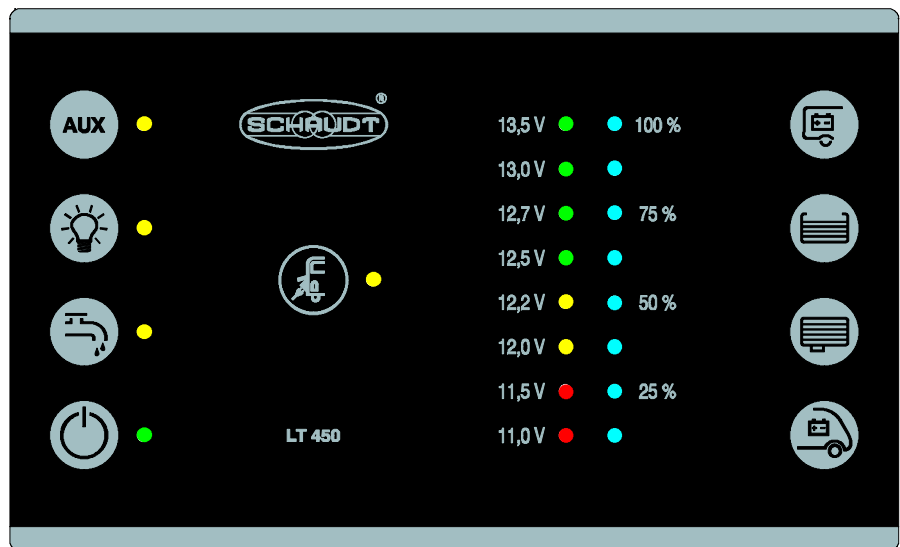 AUX
SCHAUDT ®
13,5 V 100 %
13,0 V
12,7 V 75 %
12,5 V
12,2 V 50 %
12,0 V
11,5 V 25 %
11,0 V
LT 450